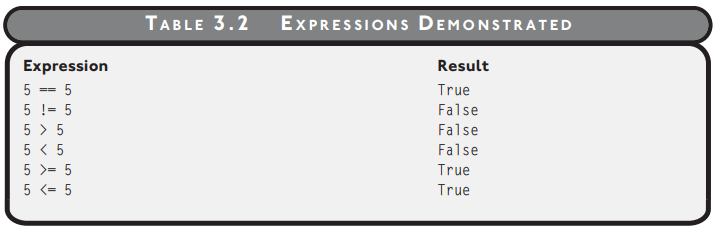 TABLE 3.2 EXPRESSIONS DEMONSTRATED
Expression Result
5 == 5 True
5 != 5 False
5 > 5 False
5 < 5 False
5 >= 5 True
5 <= 5 True